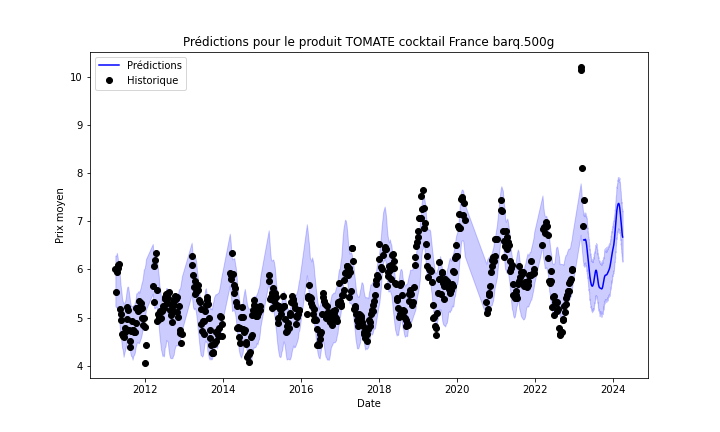 Prédictions pour le produit TOMATE cocktail France barq.500g
Prédictions
Historique
10
9
8
7
6
5
4
Prix moyen
2012
2014
2016
2018
2020
2022
2024
Date